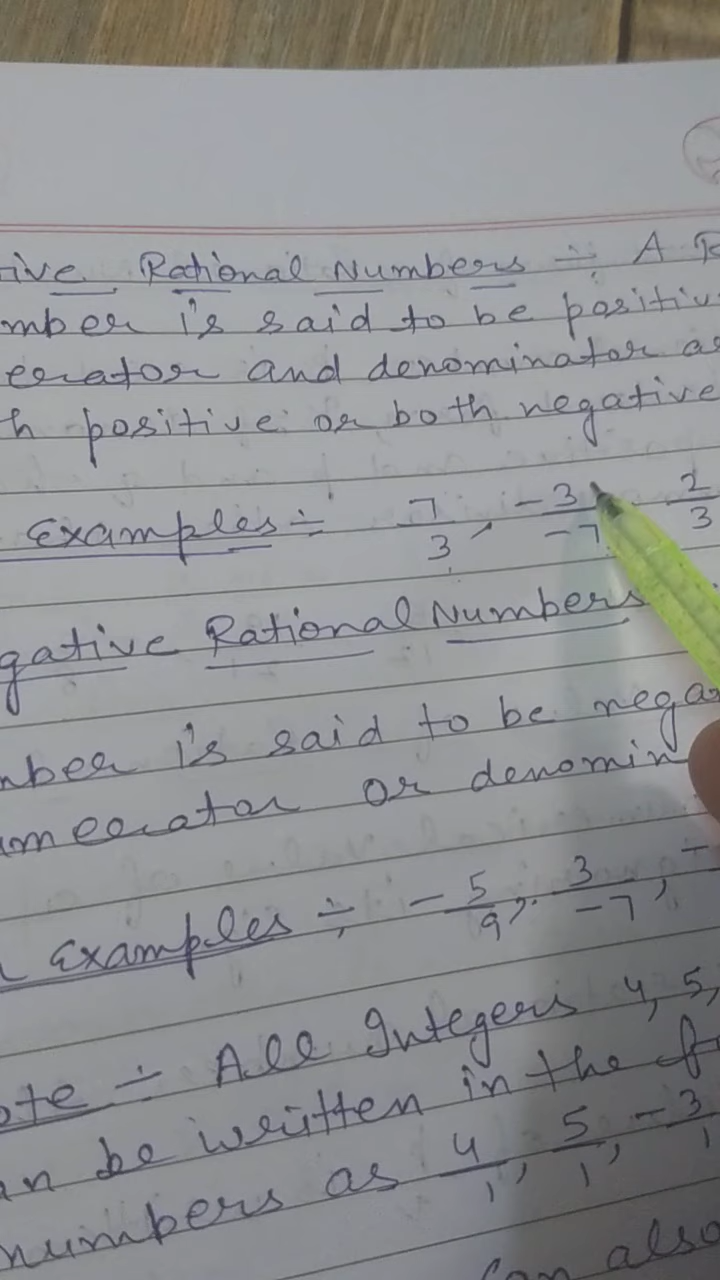 ive Rational Numbers ÷ A R
mber is said to be positiv
erator and denominator a
h positive or both negative
Examples ÷ 7/3, -3/-7 2/3
gative Rational Numbers
mber is said to be nega
umerator or denomin
Examples ÷ -5/9, 3/-7, -
ote ÷ All Integers 4, 5,
an be written in the f
numbers as 4/1, 5/1, -3/1
Can also